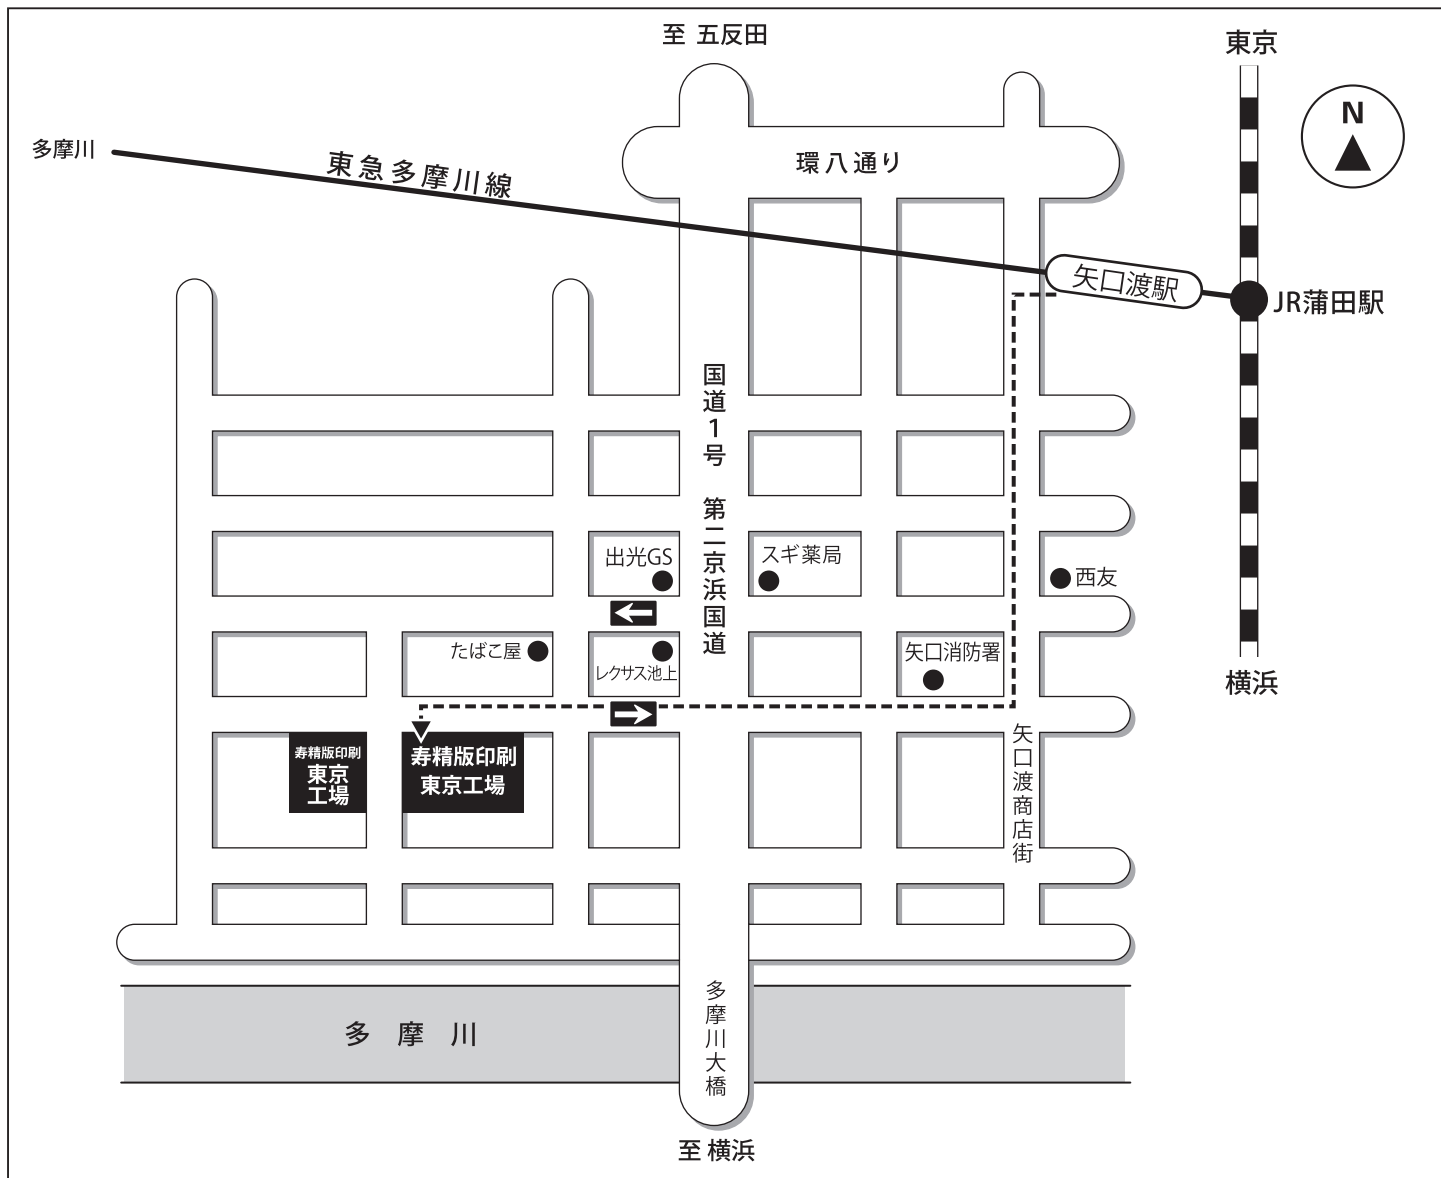 至 五反田
東京
N
多摩川
東急多摩川線
環八通り
矢口渡駅
JR蒲田駅
国道1号 第二京浜国道
出光GS
スギ薬局
西友
たばこ屋
レクサス池上
矢口消防署
横浜
寿精版印刷
東京
工場
寿精版印刷
東京工場
矢口渡商店街
多摩川大橋
多 摩 川
至 横浜